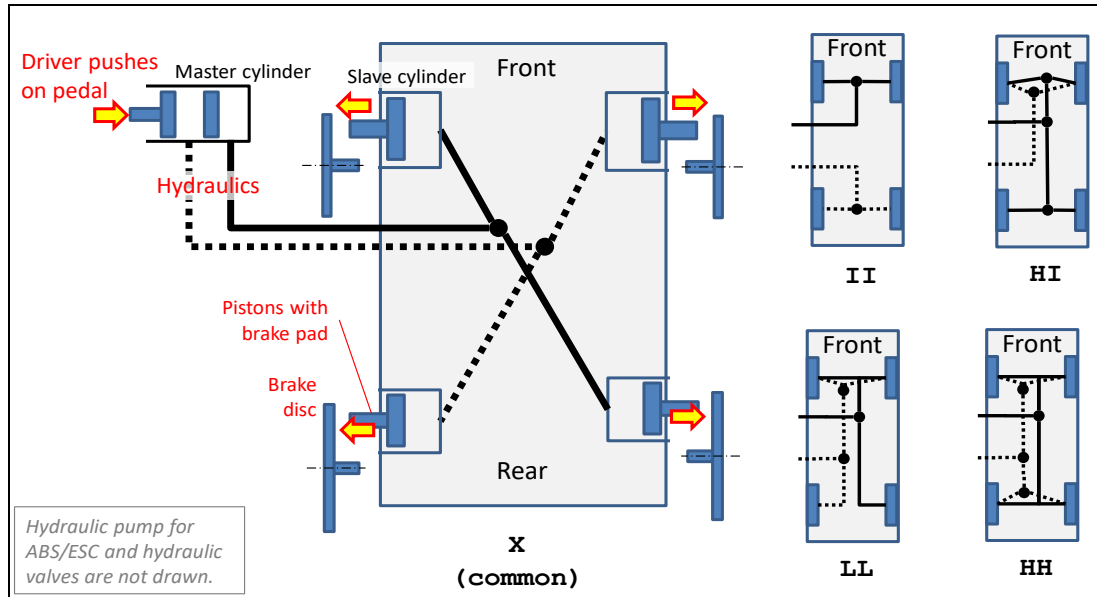 Driver pushes
on pedal
Master cylinder
Slave cylinder
Front
Hydraulics
Pistons with
brake pad
Brake
disc
Rear
Hydraulic pump for
ABS/ESC and hydraulic
valves are not drawn.
X
(common)
Front
II
Front
HI
Front
LL
Front
HH